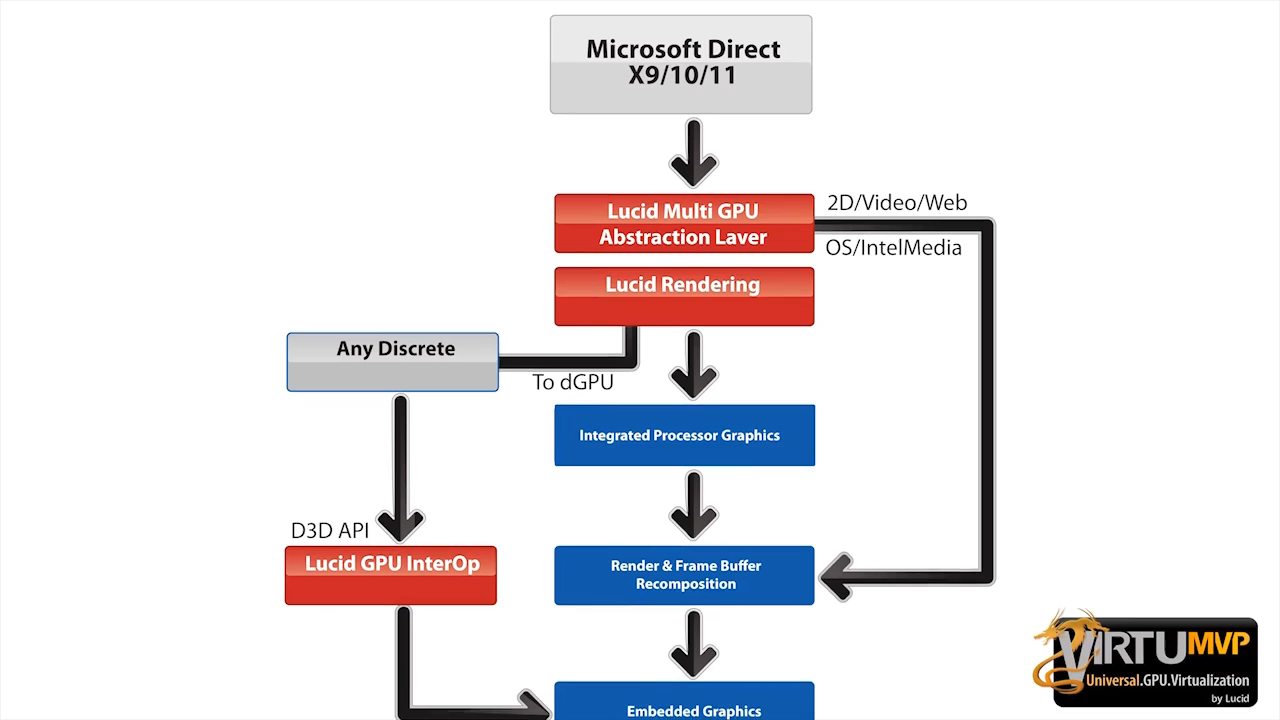 Microsoft Direct
X9/10/11
Lucid Multi GPU
Abstraction Laver
2D/Video/Web
OS/IntelMedia
Lucid Rendering
Any Discrete
To dGPU
Integrated Processor Graphics
D3D API
Lucid GPU InterOp
Render & Frame Buffer
Recomposition
Embedded Graphics
VIRTU MVP
Universal.GPU.Virtualization
by Lucid